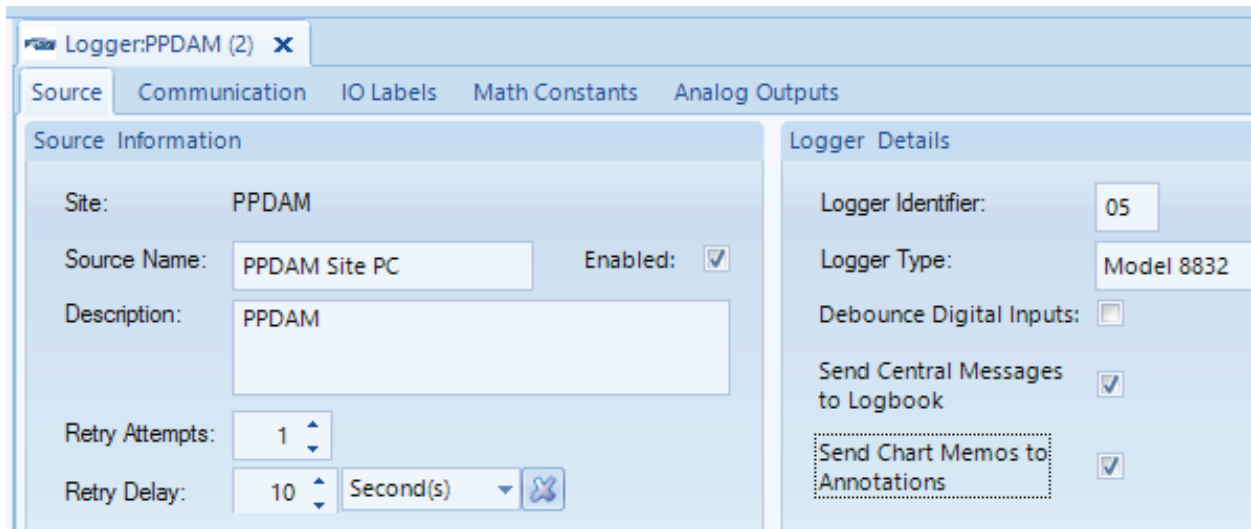 Logger:PPDAM (2)
Source Communication IO Labels Math Constants Analog Outputs
Source Information
Site: PPDAM
Source Name: PPDAM Site PC Enabled:
Description: PPDAM
Retry Attempts: 1
Retry Delay: 10 Second(s)
Logger Details
Logger Identifier: 05
Logger Type: Model 8832
Debounce Digital Inputs:
Send Central Messages
to Logbook
Send Chart Memos to
Annotations